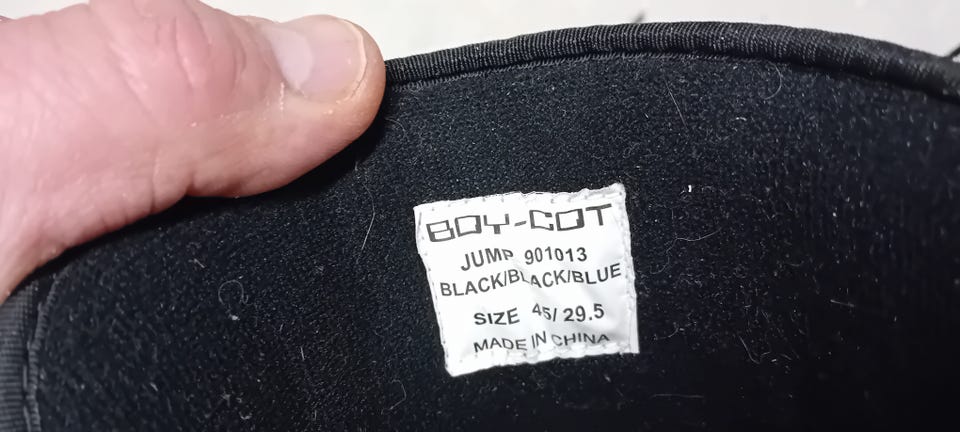 BOY-COT
JUMP 901013
BLACK/BLACK/BLUE
SIZE 45/ 29.5
MADE IN CHINA